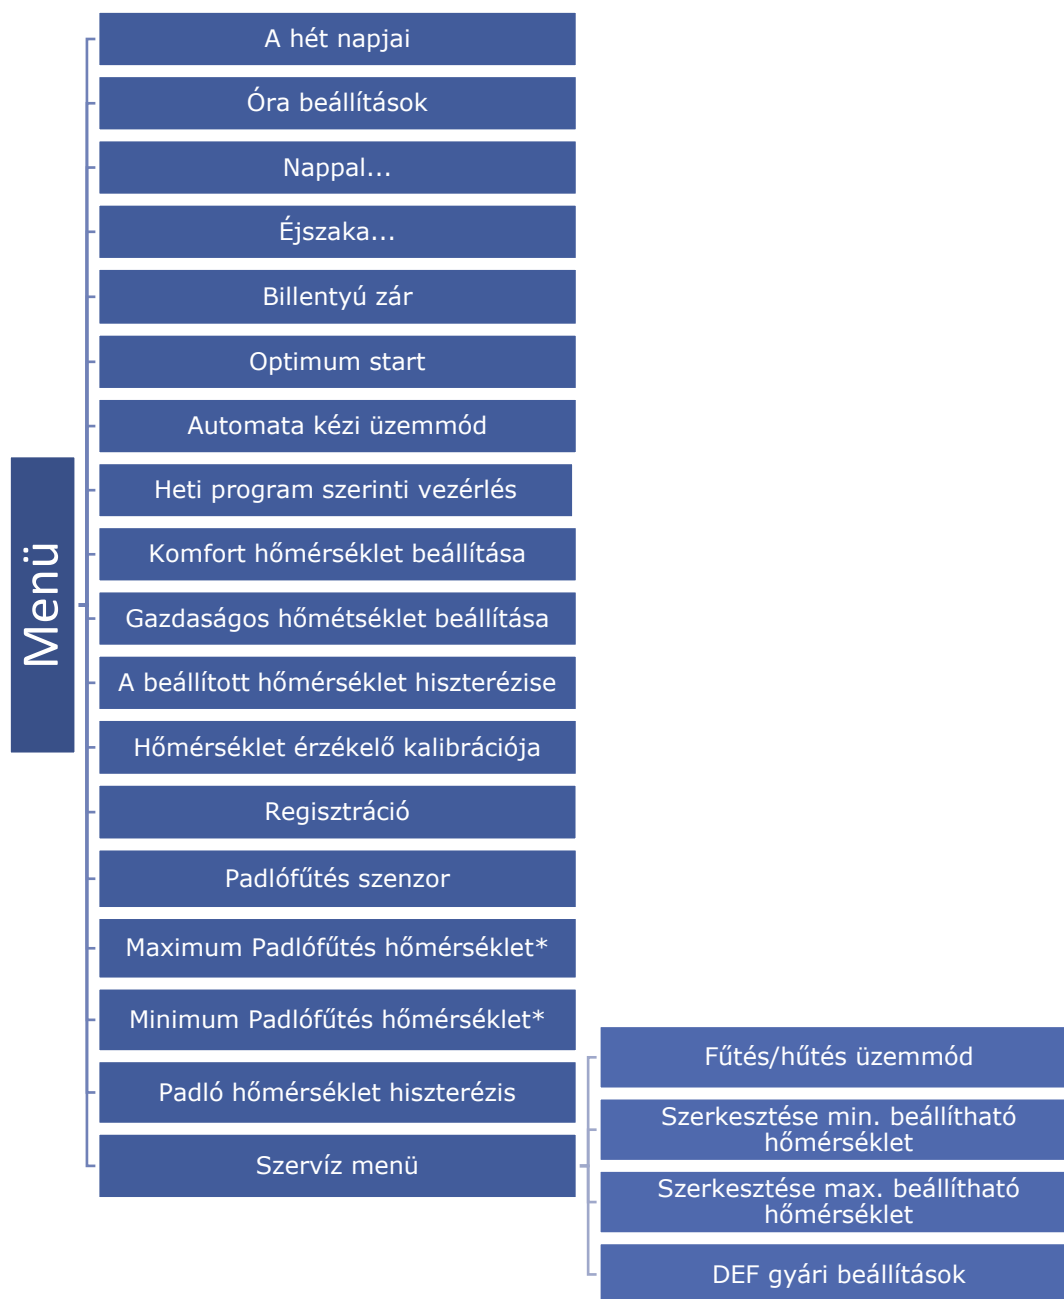 Menü
A hét napjai
Óra beállítások
Nappal...
Éjszaka...
Billentyú zár
Optimum start
Automata kézi üzemmód
Heti program szerinti vezérlés
Komfort hőmérséklet beállítása
Gazdaságos hőmétséklet beállítása
A beállított hőmérséklet hiszterézise
Hőmérséklet érzékelő kalibrációja
Regisztráció
Padlófűtés szenzor
Maximum Padlófűtés hőmérséklet*
Minimum Padlófűtés hőmérséklet*
Padló hőmérséklet hiszterézis
Szervíz menü
Fűtés/hűtés üzemmód
Szerkesztése min. beállítható
hőmérséklet
Szerkesztése max. beállítható
hőmérséklet
DEF gyári beállítások